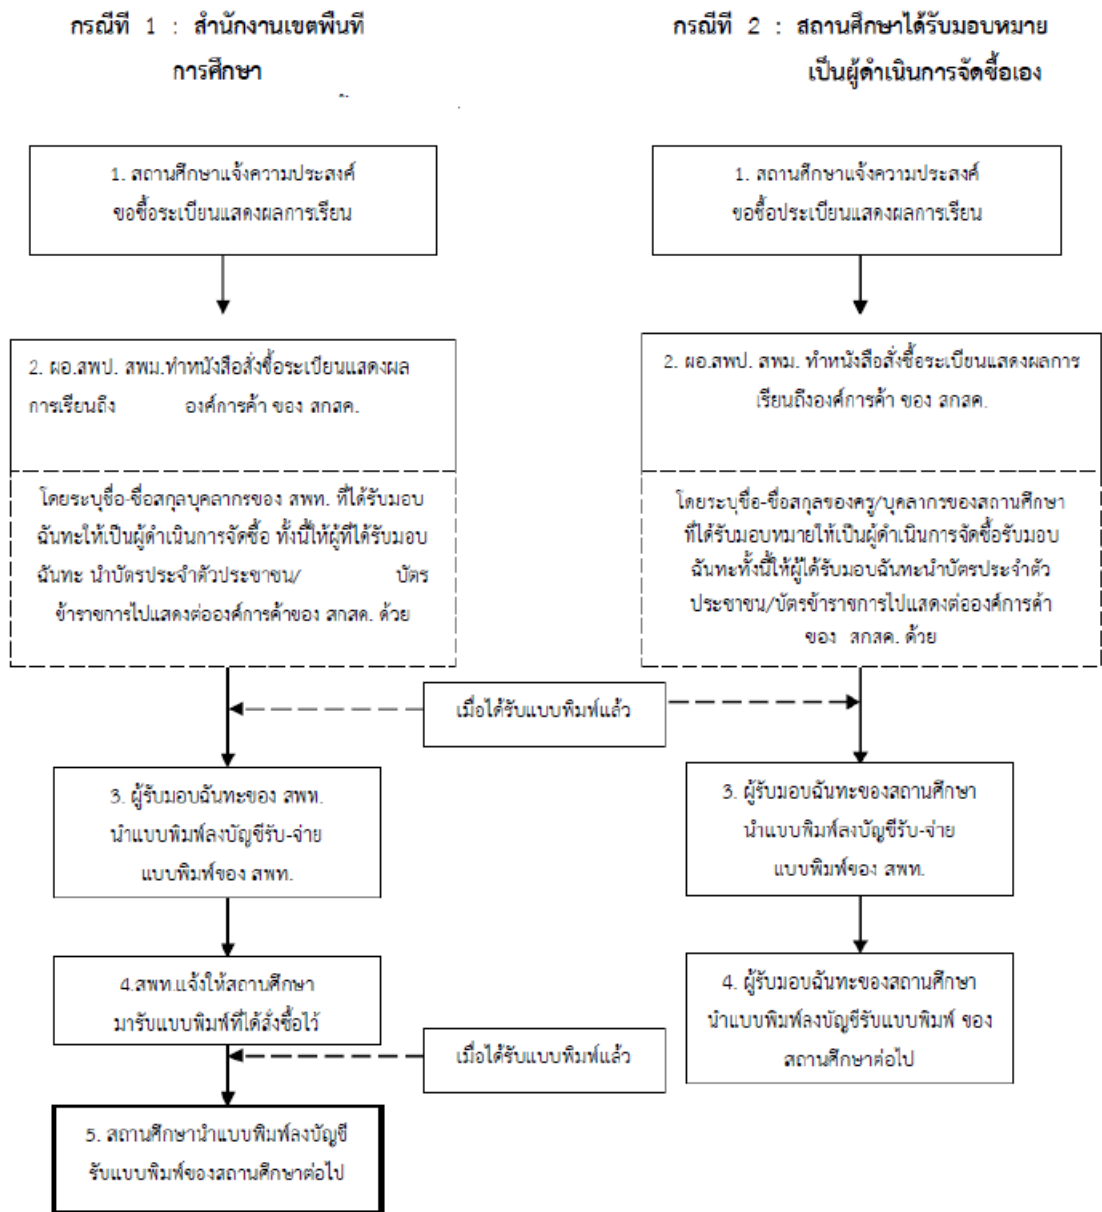 กรณีที่ 1 : สำนักงานเขตพื้นที่
การศึกษา
กรณีที่ 2 : สถานศึกษาได้รับมอบหมาย
เป็นผู้ดำเนินการจัดซื้อเอง
1. สถานศึกษาแจ้งความประสงค์
ขอซื้อระเบียนแสดงผลการเรียน
1. สถานศึกษาแจ้งความประสงค์
ขอซื้อประเบียนแสดงผลการเรียน
2. ผอ.สพป. สพม.ทำหนังสือสั่งซื้อระเบียนแสดงผล
การเรียนถึง องค์การค้า ของ สกสค.
2. ผอ.สพป. สพม. ทำหนังสือสั่งซื้อระเบียนแสดงผลการ
เรียนถึงองค์การค้า ของ สกสค.
โดยระบุชื่อ-ชื่อสกุลบุคลากรของ สพท. ที่ได้รับมอบ
ฉันทะให้เป็นผู้ดำเนินการจัดซื้อ ทั้งนี้ให้ผู้ที่ได้รับมอบ
ฉันทะ นำบัตรประจำตัวประชาชน/ บัตร
ข้าราชการไปแสดงต่อองค์การค้าของ สกสค. ด้วย
โดยระบุชื่อ-ชื่อสกุลของครู/บุคลากรของสถานศึกษา
ที่ได้รับมอบหมายให้เป็นผู้ดำเนินการจัดซื้อรับมอบ
ฉันทะทั้งนี้ให้ผู้ได้รับมอบฉันทะนำบัตรประจำตัว
ประชาชน/บัตรข้าราชการไปแสดงต่อองค์การค้า
ของ สกสค. ด้วย
เมื่อได้รับแบบพิมพ์แล้ว
3. ผู้รับมอบฉันทะของ สพท.
นำแบบพิมพ์ลงบัญชีรับ-จ่าย
แบบพิมพ์ของ สพท.
3. ผู้รับมอบฉันทะของสถานศึกษา
นำแบบพิมพ์ลงบัญชีรับ-จ่าย
แบบพิมพ์ของ สพท.
4.สพท.แจ้งให้สถานศึกษา
มารับแบบพิมพ์ที่ได้สั่งซื้อไว้
4. ผู้รับมอบฉันทะของสถานศึกษา
นำแบบพิมพ์ลงบัญชีรับแบบพิมพ์ ของ
สถานศึกษาต่อไป
เมื่อได้รับแบบพิมพ์แล้ว
5. สถานศึกษานำแบบพิมพ์ลงบัญชี
รับแบบพิมพ์ของสถานศึกษาต่อไป